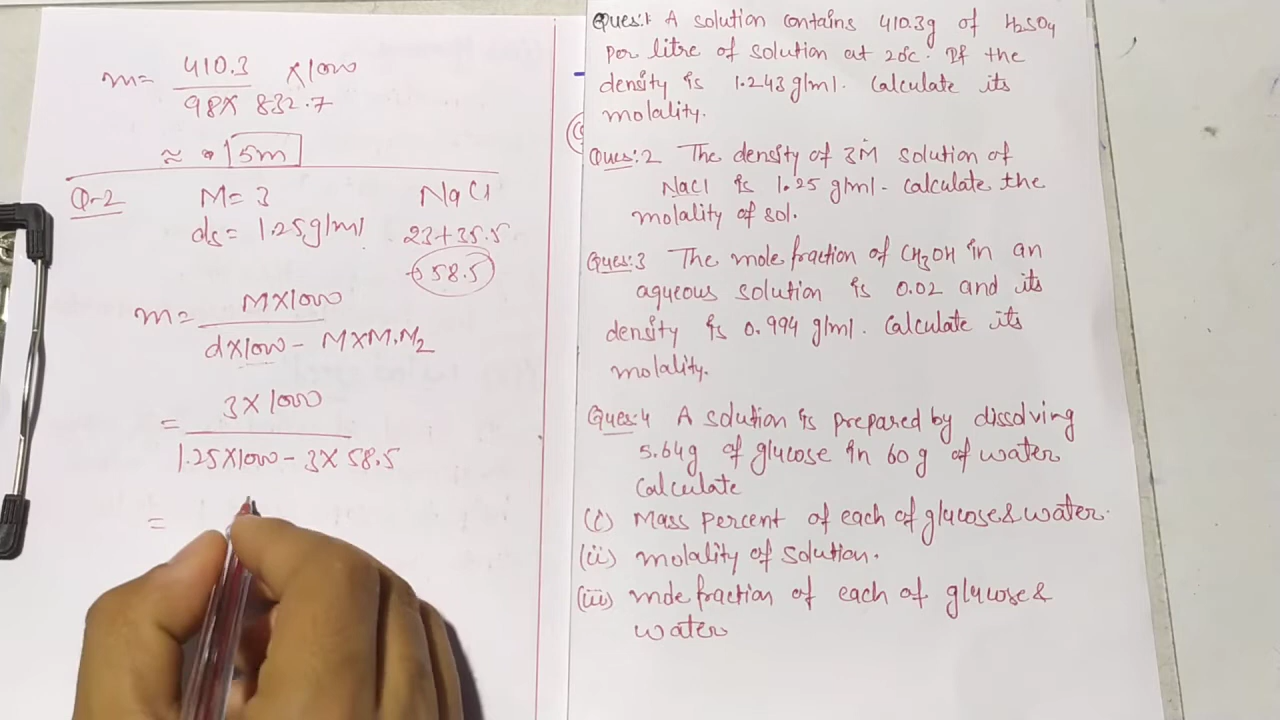 m= 410.3 ×1000
98× 832.7
≈ 5m
Q-2 M= 3 NaCl
ds= 1.25g/ml 23+35.5
58.5
m= M×1000
d×1000 - M×M.M2
= 3×1000
1.25×1000 - 3×58.5
=
Ques:1 A solution contains 410.3g of H2SO4
per litre of solution at 20c. If the
density is 1.243 g/ml. Calculate its
molality.
Ques:2 The density of 3M solution of
NaCl is 1.25 g/ml. calculate the
molality of sol.
Ques:3 The mole fraction of CH3OH in an
aqueous solution is 0.02 and its
density is 0.994 g/ml. Calculate its
molality.
Ques:4 A solution is prepared by dissolving
5.64g of glucose in 60 g of water
Calculate
(i) Mass percent of each of glucose & water.
(ii) molality of solution.
(iii) mole fraction of each of glucose &
water